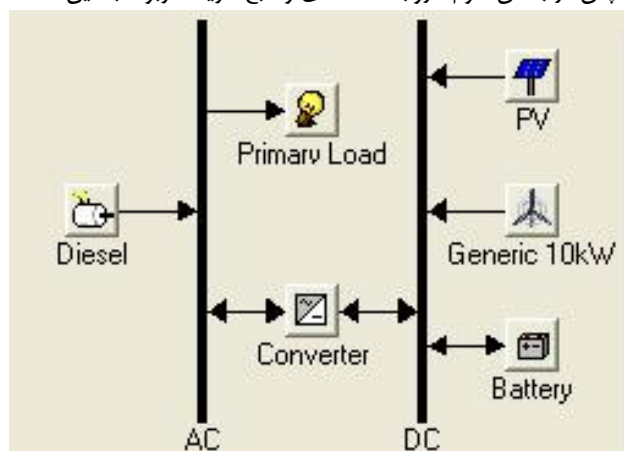 PV
Primary Load
Diesel
Generic 10kW
Converter
Battery
AC
DC